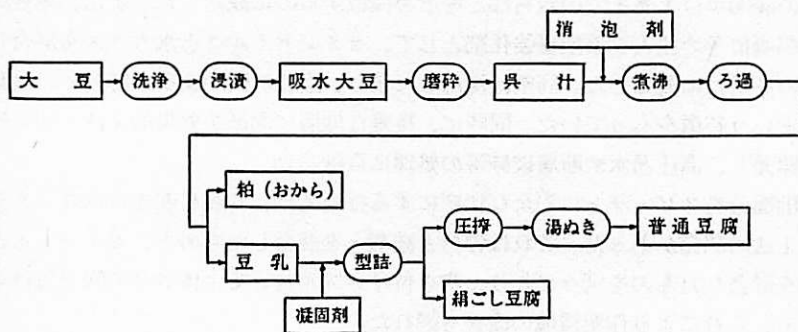 消泡剤
大豆 洗浄 浸漬 吸水大豆 磨砕 呉汁 煮沸 ろ過
粕（おから）
圧搾 湯ぬき 普通豆腐
豆乳 型詰
凝固剤 絹ごし豆腐